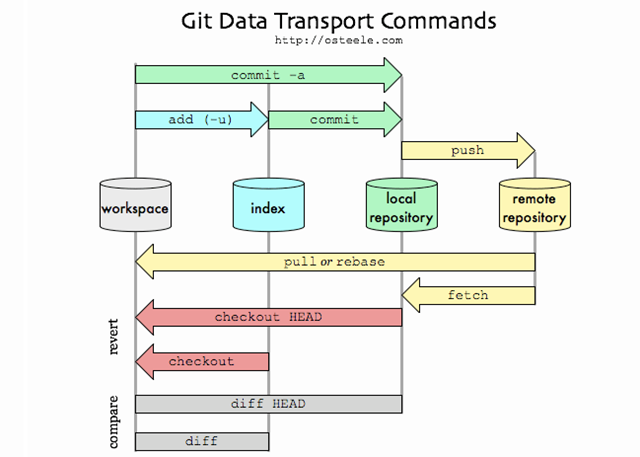 Git Data Transport Commands
http://osteele.com
commit -a
add (-u)
commit
push
workspace
index
local
repository
remote
repository
pull or rebase
fetch
revert
checkout HEAD
checkout
compare
diff HEAD
diff